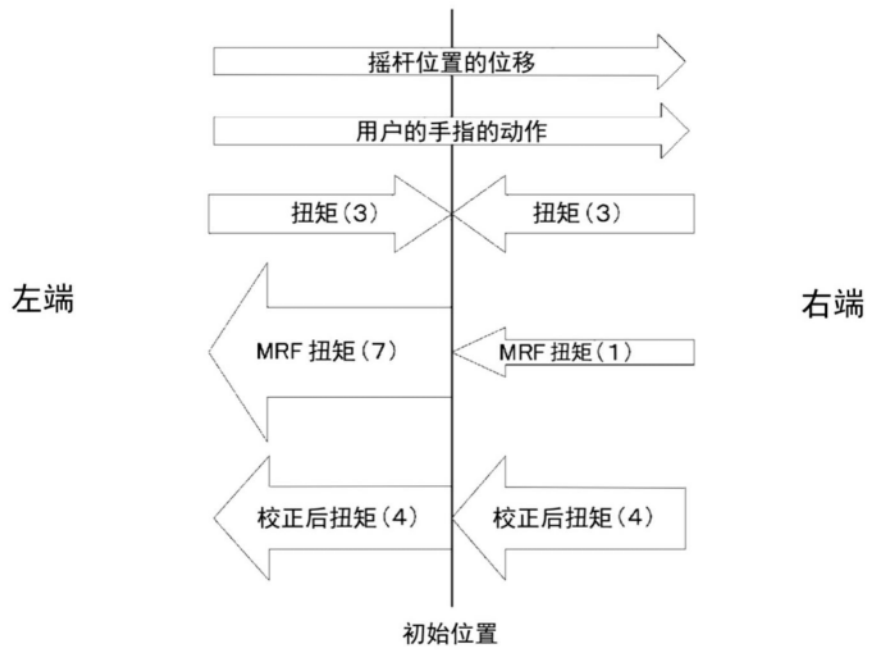 摇杆位置的位移
用户的手指的动作
扭矩(3) 扭矩(3)
左端 右端
MRF 扭矩(7) MRF 扭矩(1)
校正后扭矩(4) 校正后扭矩(4)
初始位置